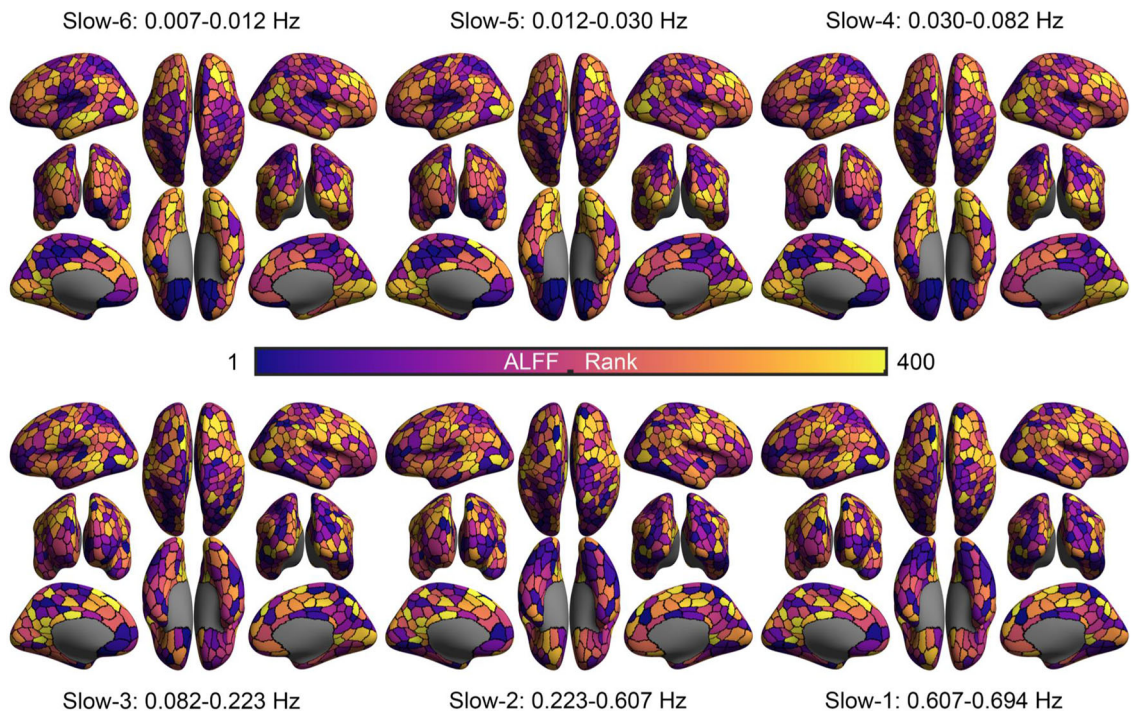 Slow-6: 0.007-0.012 Hz
Slow-5: 0.012-0.030 Hz
Slow-4: 0.030-0.082 Hz
1 ALFF Rank 400
Slow-3: 0.082-0.223 Hz
Slow-2: 0.223-0.607 Hz
Slow-1: 0.607-0.694 Hz